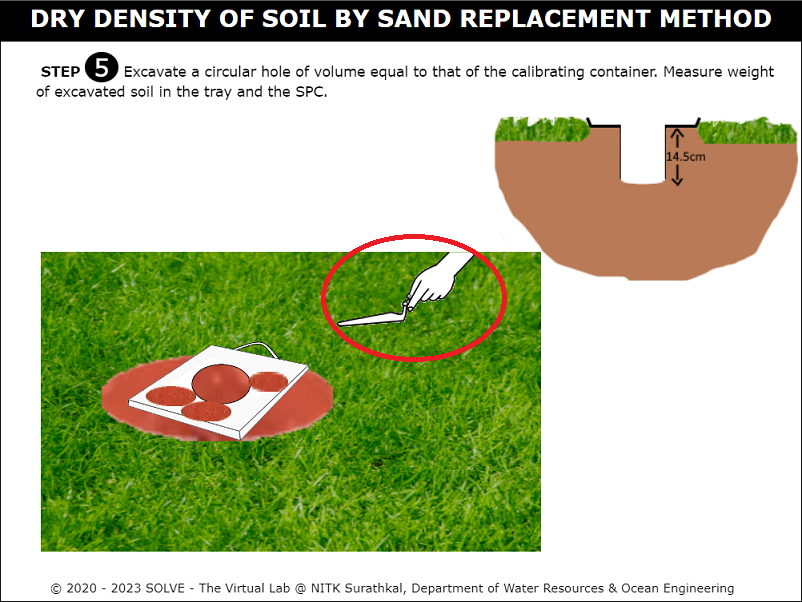 DRY DENSITY OF SOIL BY SAND REPLACEMENT METHOD
STEP 5 Excavate a circular hole of volume equal to that of the calibrating container. Measure weight
of excavated soil in the tray and the SPC.
14.5cm
© 2020 - 2023 SOLVE - The Virtual Lab @ NITK Surathkal, Department of Water Resources & Ocean Engineering